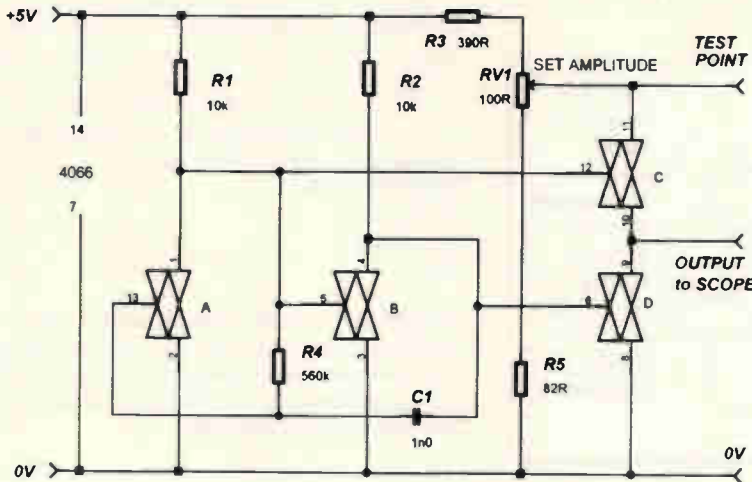 +5V
R3 390R
TEST
POINT
SET AMPLITUDE
R1
10k
R2
10k
RV1
100R
14
4066
7
11
12
C
10
1
4
9
OUTPUT
to SCOPE
13
A
5
B
6
D
2
3
8
R4
560k
R5
82R
C1
1n0
0V
0V